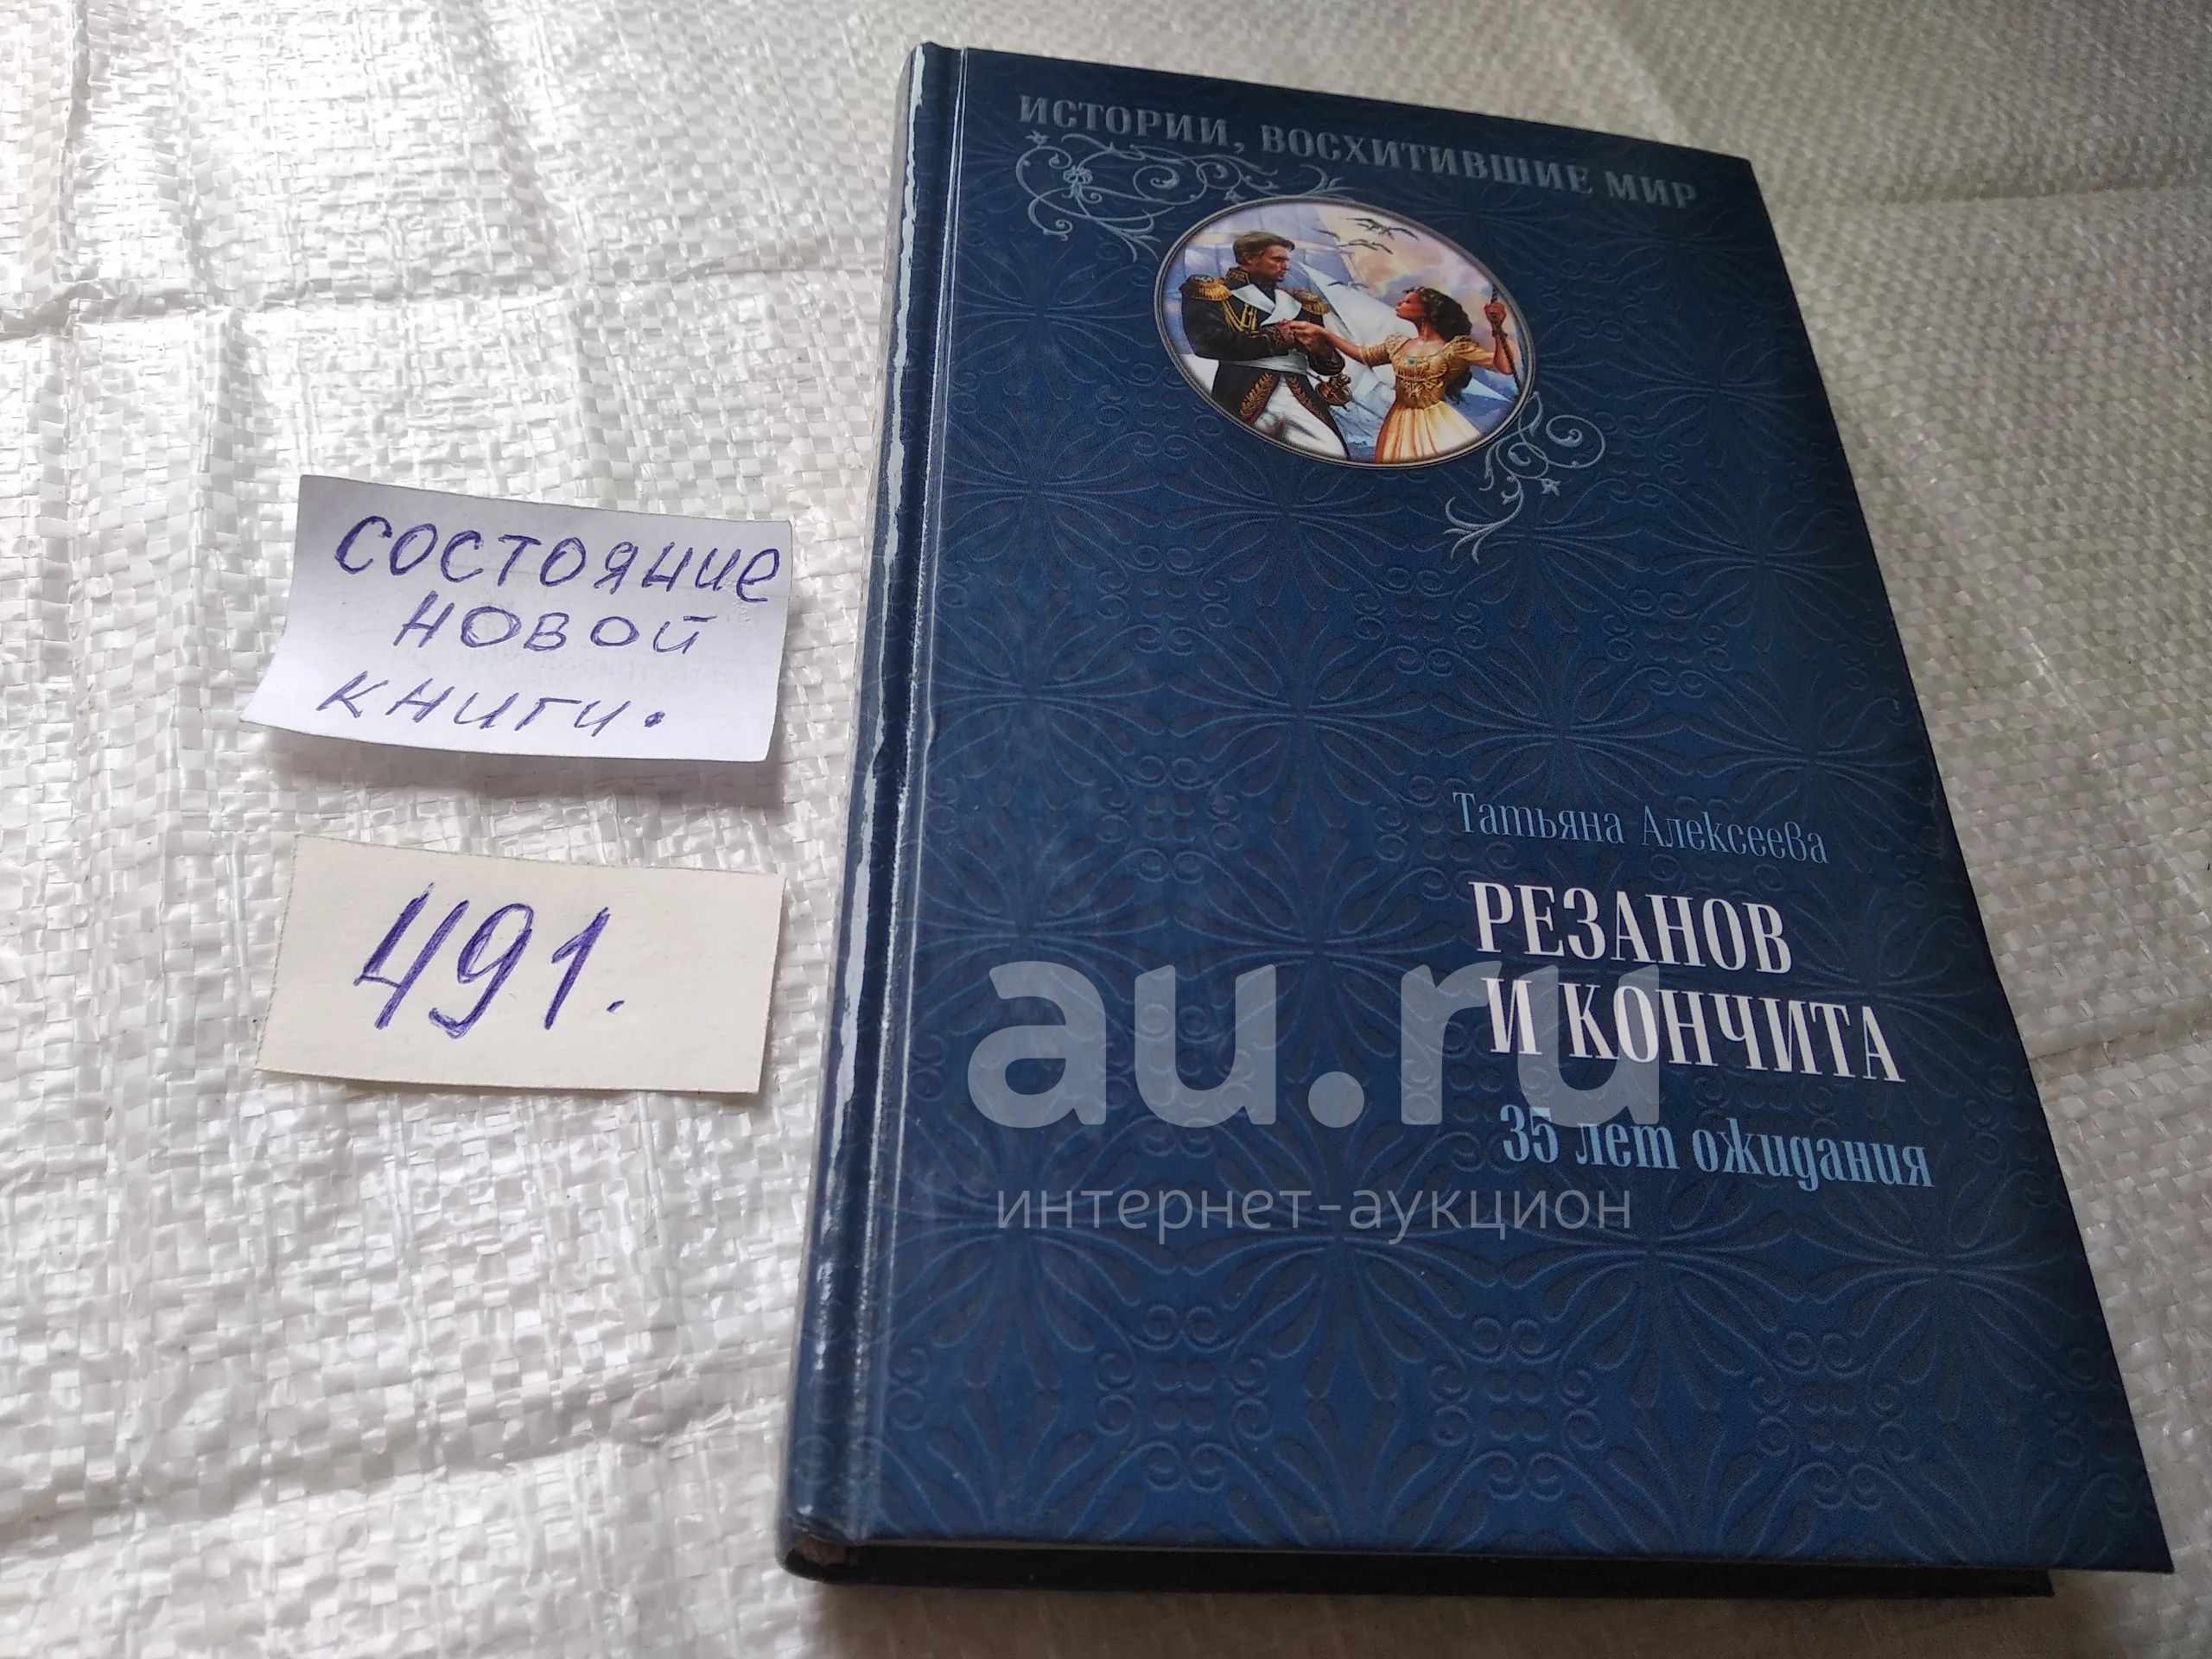 ИСТОРИИ, ВОСХИТИВШИЕ МИР
состояние
новой
книги.
491.
Татьяна Алексеева
РЕЗАНОВ
И КОНЧИТА
35 лет ожидания
au.ru
интернет-аукцион